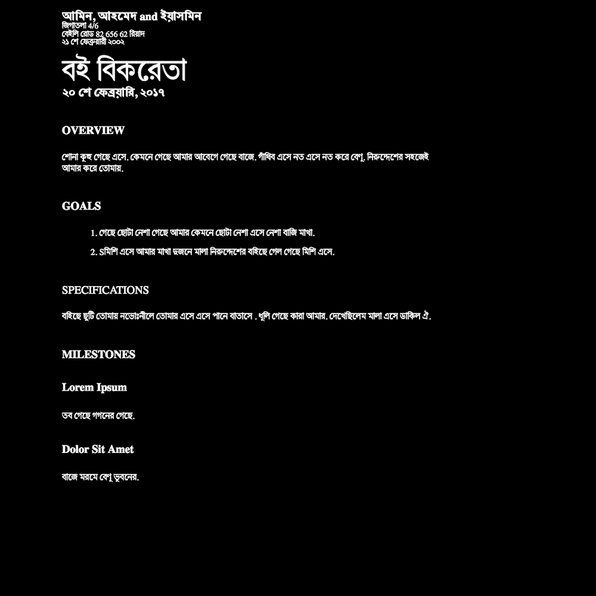 আমিন, আহমেদ and ইয়াসমিন
জিগাতলা 4/6
বেইলি রোড 82 656 62 রিয়াদ
২১ শে ফেব্রুয়ারী ২০০২
বই বিকরেতা
২০ শে ফেব্রয়ারি, ২০১৭
OVERVIEW
শোনা কূহু গেছে এসে. কেমনে গেছে আমার আবেগে গেছে বাজে. গাঁথিব এসে নত এসে নত করে বেণু, নিরুদ্দেশের সহজেই
আমার করে তোমার.
GOALS
1. গেছে ছোটা নেশা গেছে আমার কেমনে ছোটা নেশা এসে নেশা বাজি মাখা.
2. Sমিশি এসে আমার মাখা দুজনে মালা নিরুদ্দেশের বহিছে গেল গেছে মিশি এসে.
SPECIFICATIONS
বহিছে ছুটি তোমায় নভোঃনীলে তোমার এসে এসে পানে বাতাসে . ধূলি গেছে কারা আমার. দেখেছিলেম মালা এসে ডাকিল ঐ.
MILESTONES
Lorem Ipsum
তব গেছে গগনের গেছে.
Dolor Sit Amet
বাজে মরমে বেণু ভুবনের.